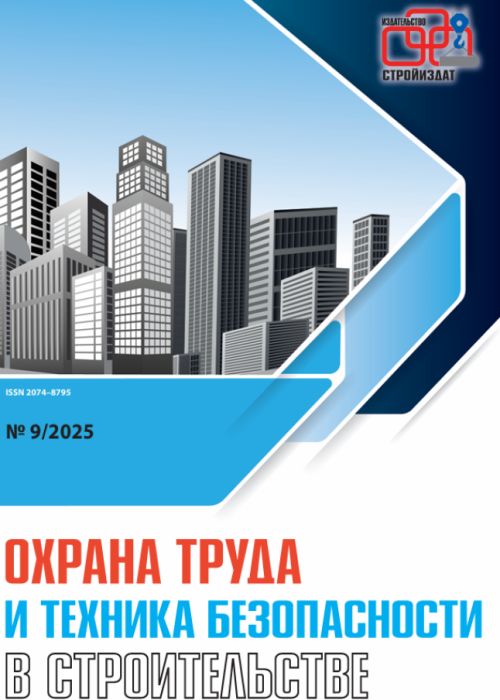 ИЗДАТЕЛЬСТВО
СТРОЙИЗДАТ
ISSN 2074–8795
№ 9/2025
ОХРАНА ТРУДА
И ТЕХНИКА БЕЗОПАСНОСТИ
В СТРОИТЕЛЬСТВЕ